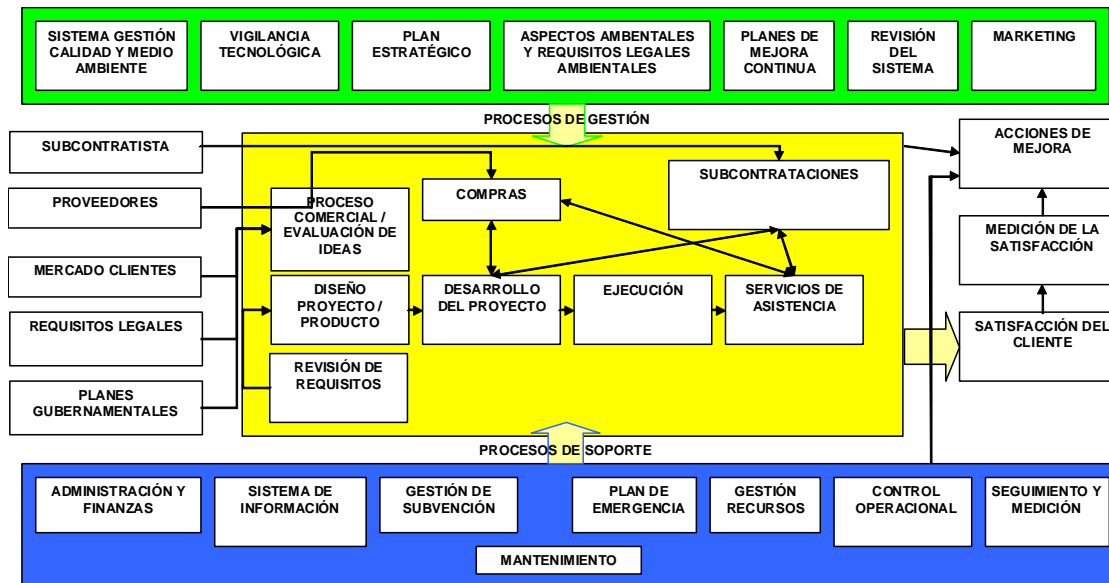 SISTEMA GESTIÓN
CALIDAD Y MEDIO
AMBIENTE
VIGILANCIA
TECNOLÓGICA
PLAN
ESTRATÉGICO
ASPECTOS AMBENTALES
Y REQUISITOS LEGALES
AMBIENTALES
PLANES DE
MEJORA
CONTINUA
REVISIÓN
DEL
SISTEMA
MARKETING
PROCESOS DE GESTIÓN
SUBCONTRATISTA
PROVEEDORES
MERCADO CLIENTES
REQUISITOS LEGALES
PLANES
GUBERNAMENTALES
PROCESO
COMERCIAL /
EVALUACIÓN DE
IDEAS
COMPRAS
SUBCONTRATACIONES
DISEÑO
PROYECTO /
PRODUCTO
DESARROLLO
DEL PROYECTO
EJECUCIÓN
SERVICIOS DE
ASISTENCIA
REVISIÓN DE
REQUISITOS
ACCIONES DE
MEJORA
MEDICIÓN DE LA
SATISFACCIÓN
SATISFACCIÓN DEL
CLIENTE
PROCESOS DE SOPORTE
ADMINISTRACIÓN Y
FINANZAS
SISTEMA DE
INFORMACIÓN
GESTIÓN DE
SUBVENCIÓN
PLAN DE
EMERGENCIA
GESTIÓN
RECURSOS
CONTROL
OPERACIONAL
SEGUIMIENTO Y
MEDICIÓN
MANTENIMIENTO